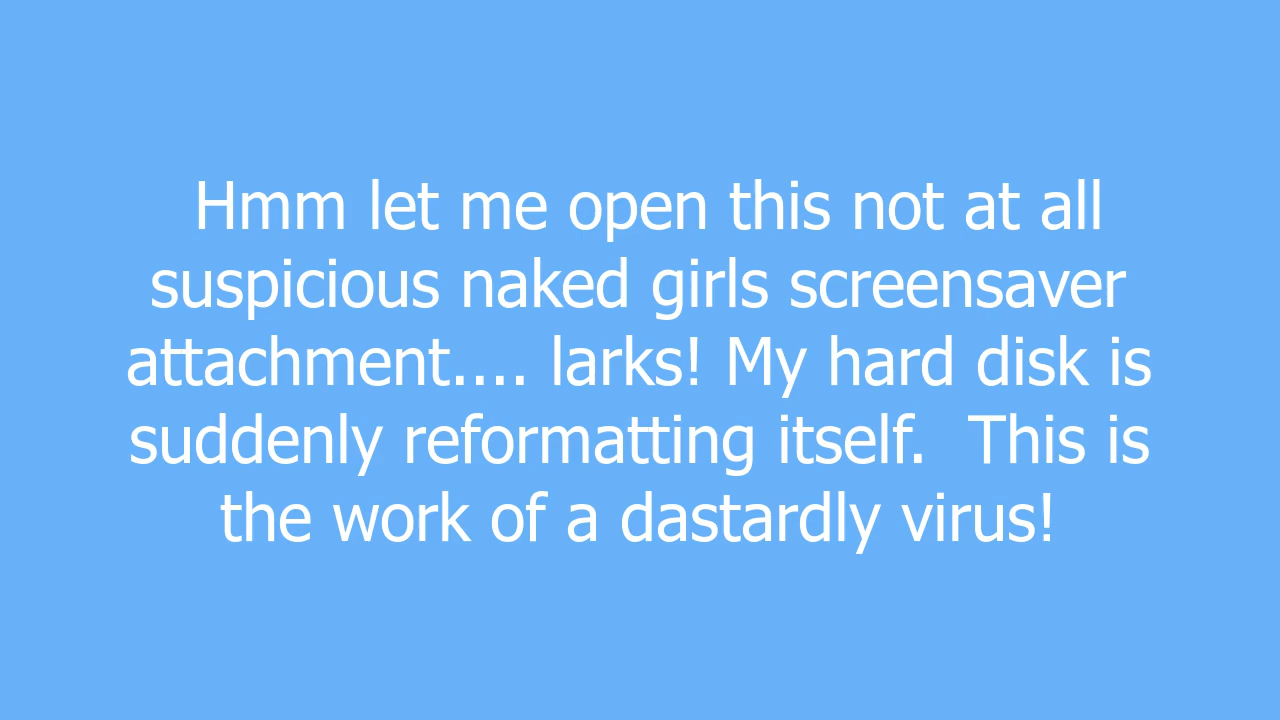 Hmm let me open this not at all
suspicious naked girls screensaver
attachment.... larks! My hard disk is
suddenly reformatting itself.  This is
the work of a dastardly virus!